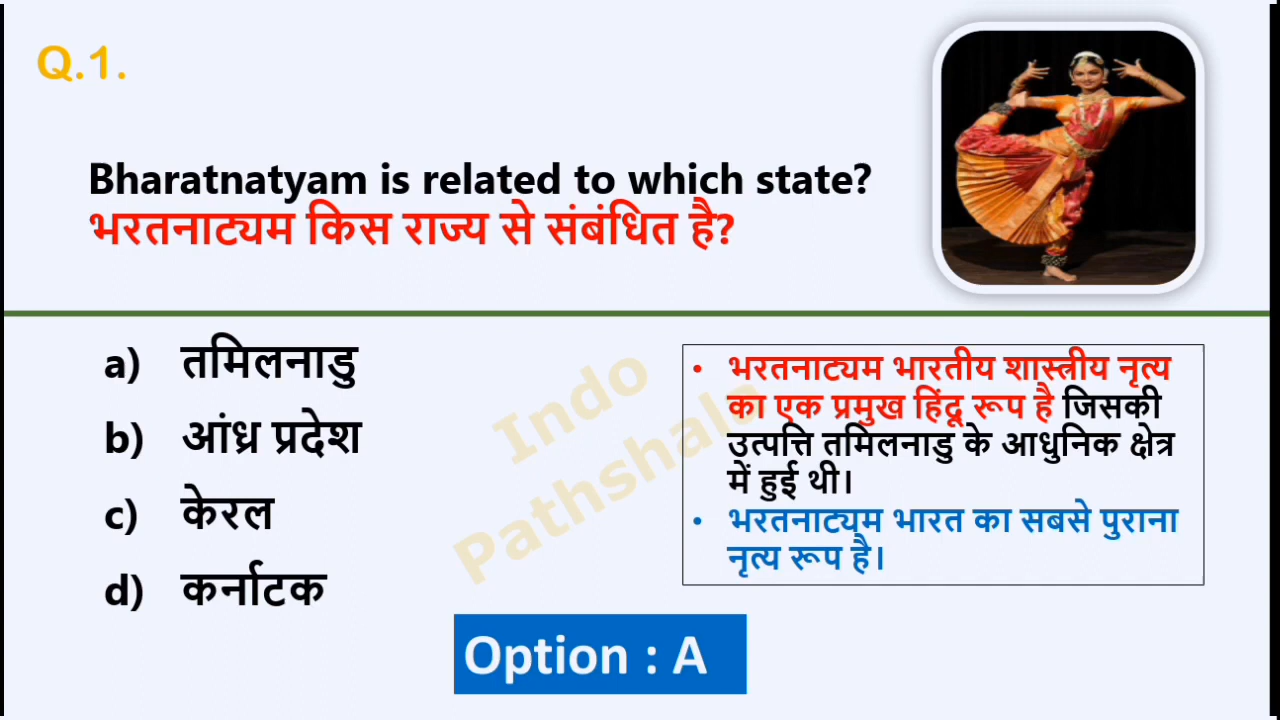 Q.1.
Bharatnatyam is related to which state?
भरतनाट्यम किस राज्य से संबंधित है?
a) तमिलनाडु
b) आंध्र प्रदेश
c) केरल
d) कर्नाटक
• भरतनाट्यम भारतीय शास्त्रीय नृत्य
का एक प्रमुख हिंदू रूप है जिसकी
उत्पत्ति तमिलनाडु के आधुनिक क्षेत्र
में हुई थी।
• भरतनाट्यम भारत का सबसे पुराना
नृत्य रूप है।
Indo
Pathshala
Option : A